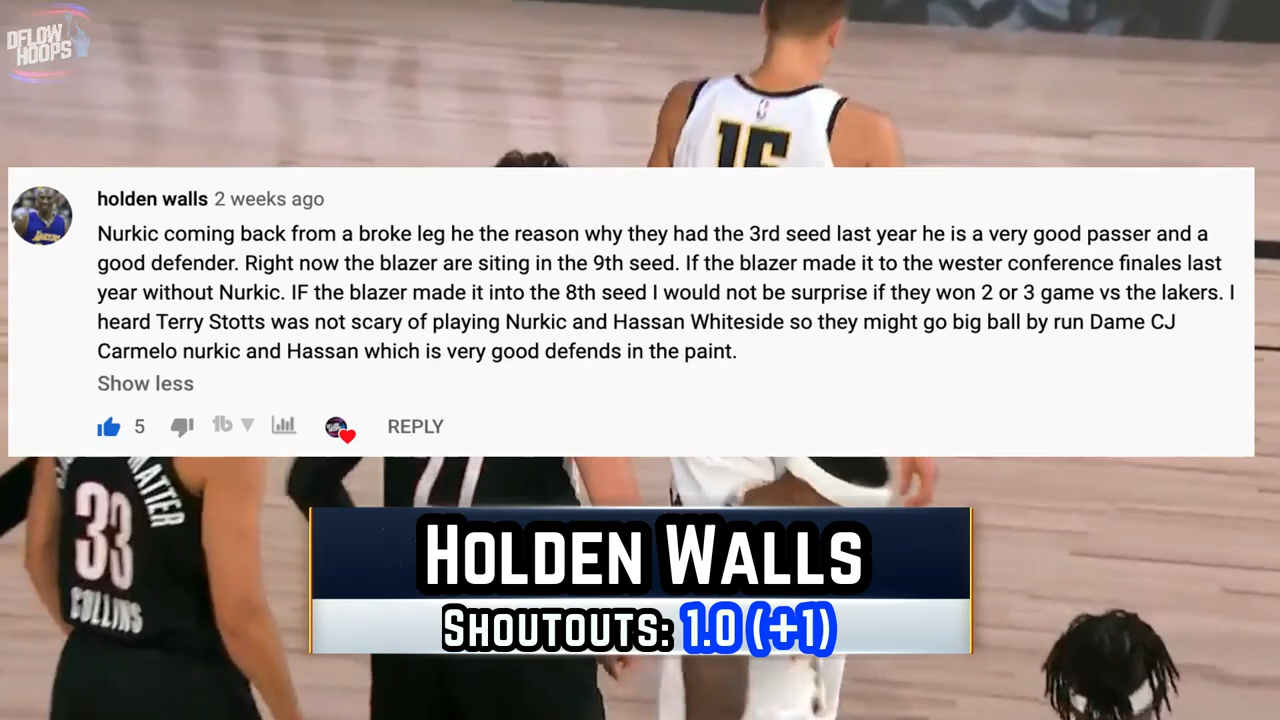 DFLOW
HOOPS
15
holden walls 2 weeks ago
Nurkic coming back from a broke leg he the reason why they had the 3rd seed last year he is a very good passer and a
good defender. Right now the blazer are siting in the 9th seed. If the blazer made it to the wester conference finales last
year without Nurkic. IF the blazer made it into the 8th seed I would not be surprise if they won 2 or 3 game vs the lakers. I
heard Terry Stotts was not scary of playing Nurkic and Hassan Whiteside so they might go big ball by run Dame CJ
Carmelo nurkic and Hassan which is very good defends in the paint.
Show less
5
REPLY
MATTER
33
COLLINS
HOLDEN WALLS
SHOUTOUTS: 1.0 (+1)